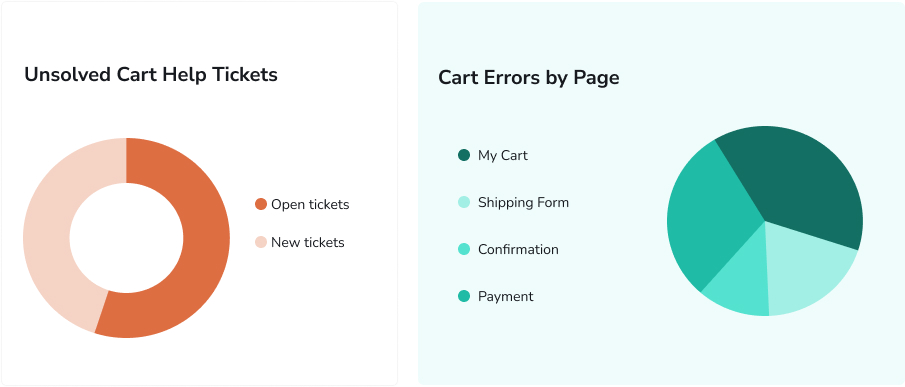 Unsolved Cart Help Tickets
Open tickets
New tickets
Cart Errors by Page
My Cart
Shipping Form
Confirmation
Payment